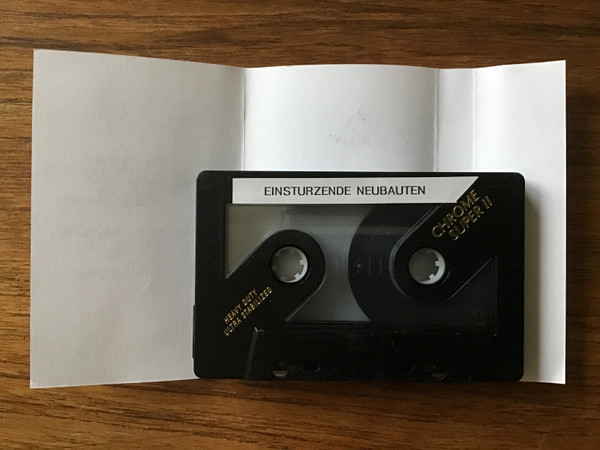 EINSTURZENDE NEUBAUTEN
CHROME
SUPER II
HEAVY DUTY
ULTRA STABILIZED